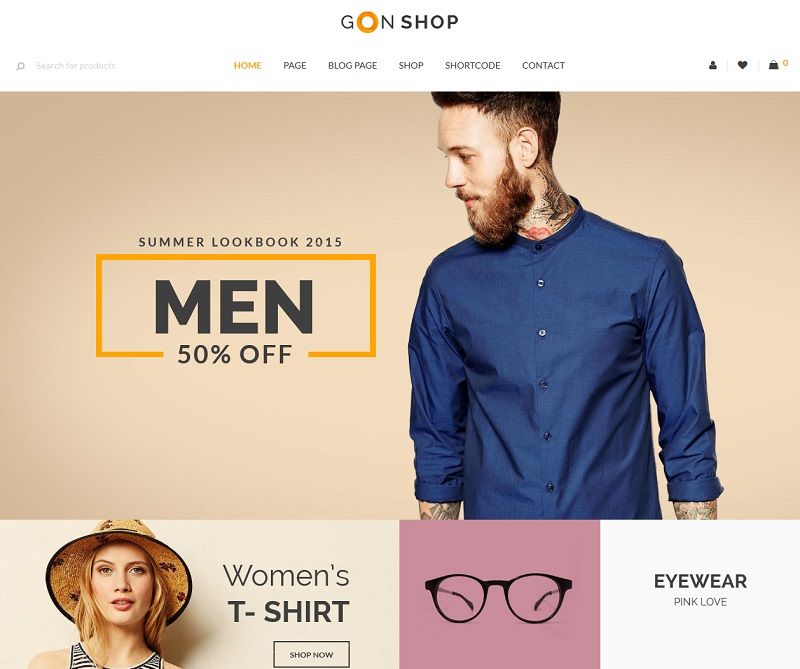 GON SHOP
Search for products
HOME PAGE BLOG PAGE SHOP SHORTCODE CONTACT
0
SUMMER LOOKBOOK 2015
MEN
50% OFF
Women's
T- SHIRT
SHOP NOW
EYEWEAR
PINK LOVE